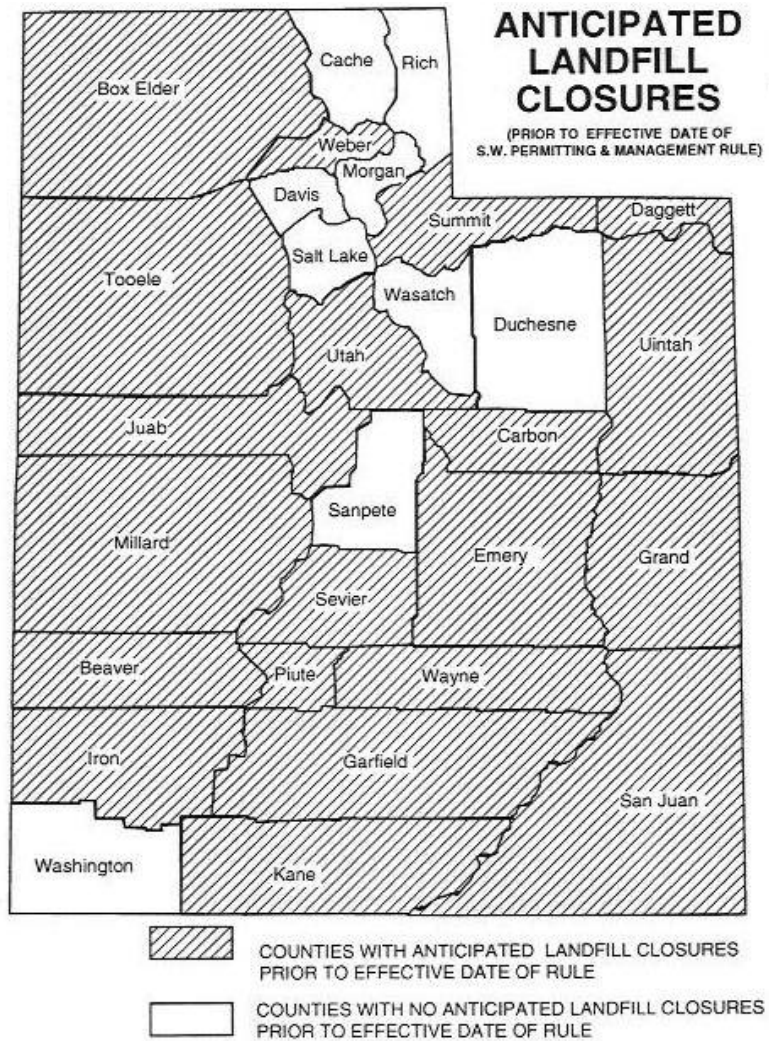 ANTICIPATED
LANDFILL
CLOSURES
(PRIOR TO EFFECTIVE DATE OF
S.W. PERMITTING & MANAGEMENT RULE)
Cache
Rich
Box Elder
Weber
Morgan
Davis
Summit
Daggett
Salt Lake
Tooele
Wasatch
Duchesne
Uintah
Utah
Juab
Carbon
Sanpete
Millard
Emery
Grand
Sevier
Beaver
Piute
Wayne
Iron
Garfield
San Juan
Washington
Kane
COUNTIES WITH ANTICIPATED LANDFILL CLOSURES
PRIOR TO EFFECTIVE DATE OF RULE
COUNTIES WITH NO ANTICIPATED LANDFILL CLOSURES
PRIOR TO EFFECTIVE DATE OF RULE